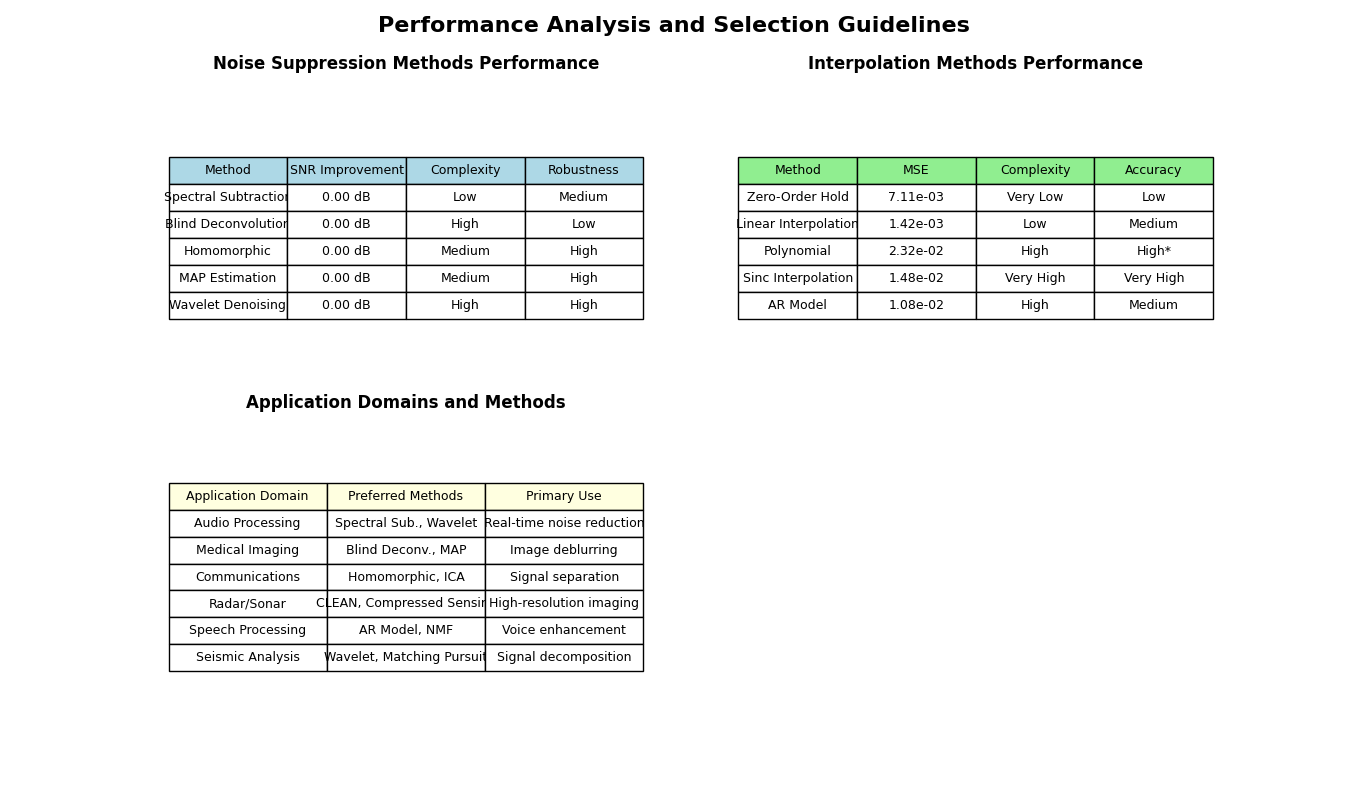 Performance Analysis and Selection Guidelines
Noise Suppression Methods Performance
Method SNR Improvement Complexity Robustness
Spectral Subtraction 0.00 dB Low Medium
Blind Deconvolution 0.00 dB High Low
Homomorphic 0.00 dB Medium High
MAP Estimation 0.00 dB Medium High
Wavelet Denoising 0.00 dB High High
Interpolation Methods Performance
Method MSE Complexity Accuracy
Zero-Order Hold 7.11e-03 Very Low Low
Linear Interpolation 1.42e-03 Low Medium
Polynomial 2.32e-02 High High*
Sinc Interpolation 1.48e-02 Very High Very High
AR Model 1.08e-02 High Medium
Application Domains and Methods
Application Domain Preferred Methods Primary Use
Audio Processing Spectral Sub., Wavelet Real-time noise reduction
Medical Imaging Blind Deconv., MAP Image deblurring
Communications Homomorphic, ICA Signal separation
Radar/Sonar CLEAN, Compressed Sensin High-resolution imaging
Speech Processing AR Model, NMF Voice enhancement
Seismic Analysis Wavelet, Matching Pursuit Signal decomposition